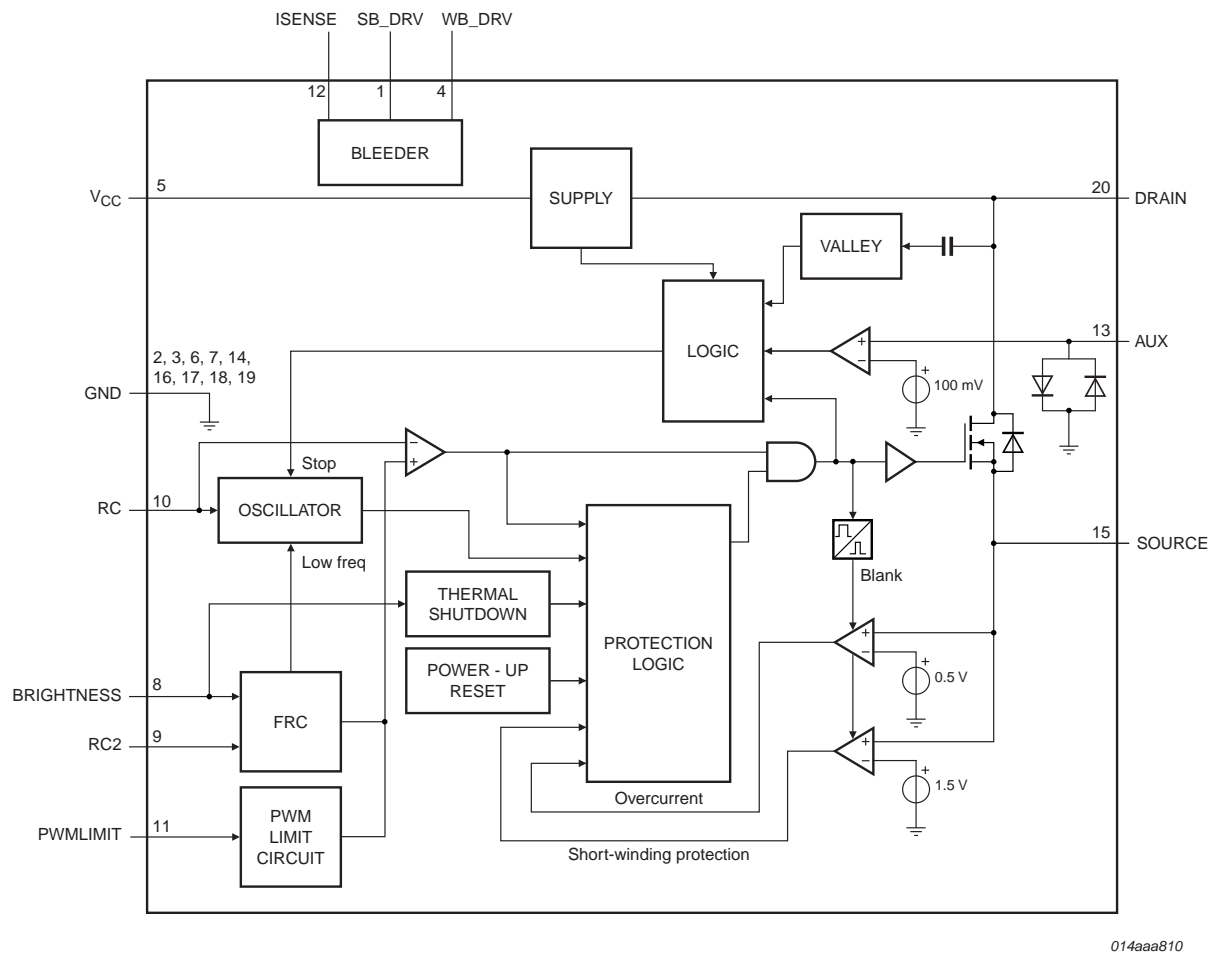 ISENSE SB_DRV WB_DRV
12 1 4
BLEEDER
VCC 5
SUPPLY
20 DRAIN
VALLEY
LOGIC
13 AUX
+
−
+
100 mV
2, 3, 6, 7, 14,
16, 17, 18, 19
GND
−
+
Stop
RC 10
OSCILLATOR
Low freq
15 SOURCE
Blank
THERMAL
SHUTDOWN
PROTECTION
LOGIC
POWER - UP
RESET
+
−
+
0.5 V
BRIGHTNESS 8
FRC
RC2 9
+
−
+
1.5 V
Overcurrent
PWMLIMIT 11
PWM
LIMIT
CIRCUIT
Short-winding protection
014aaa810